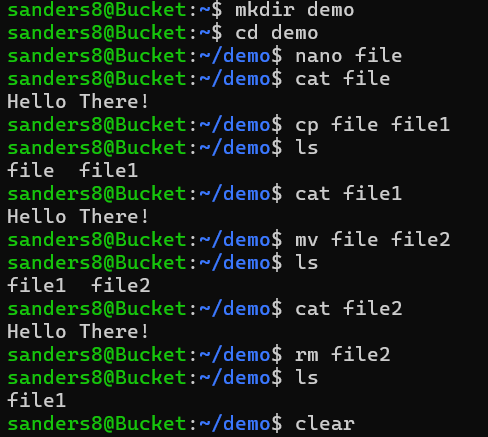 sanders8@Bucket:~$ mkdir demo
sanders8@Bucket:~$ cd demo
sanders8@Bucket:~/demo$ nano file
sanders8@Bucket:~/demo$ cat file
Hello There!
sanders8@Bucket:~/demo$ cp file file1
sanders8@Bucket:~/demo$ ls
file  file1
sanders8@Bucket:~/demo$ cat file1
Hello There!
sanders8@Bucket:~/demo$ mv file file2
sanders8@Bucket:~/demo$ ls
file1  file2
sanders8@Bucket:~/demo$ cat file2
Hello There!
sanders8@Bucket:~/demo$ rm file2
sanders8@Bucket:~/demo$ ls
file1
sanders8@Bucket:~/demo$ clear